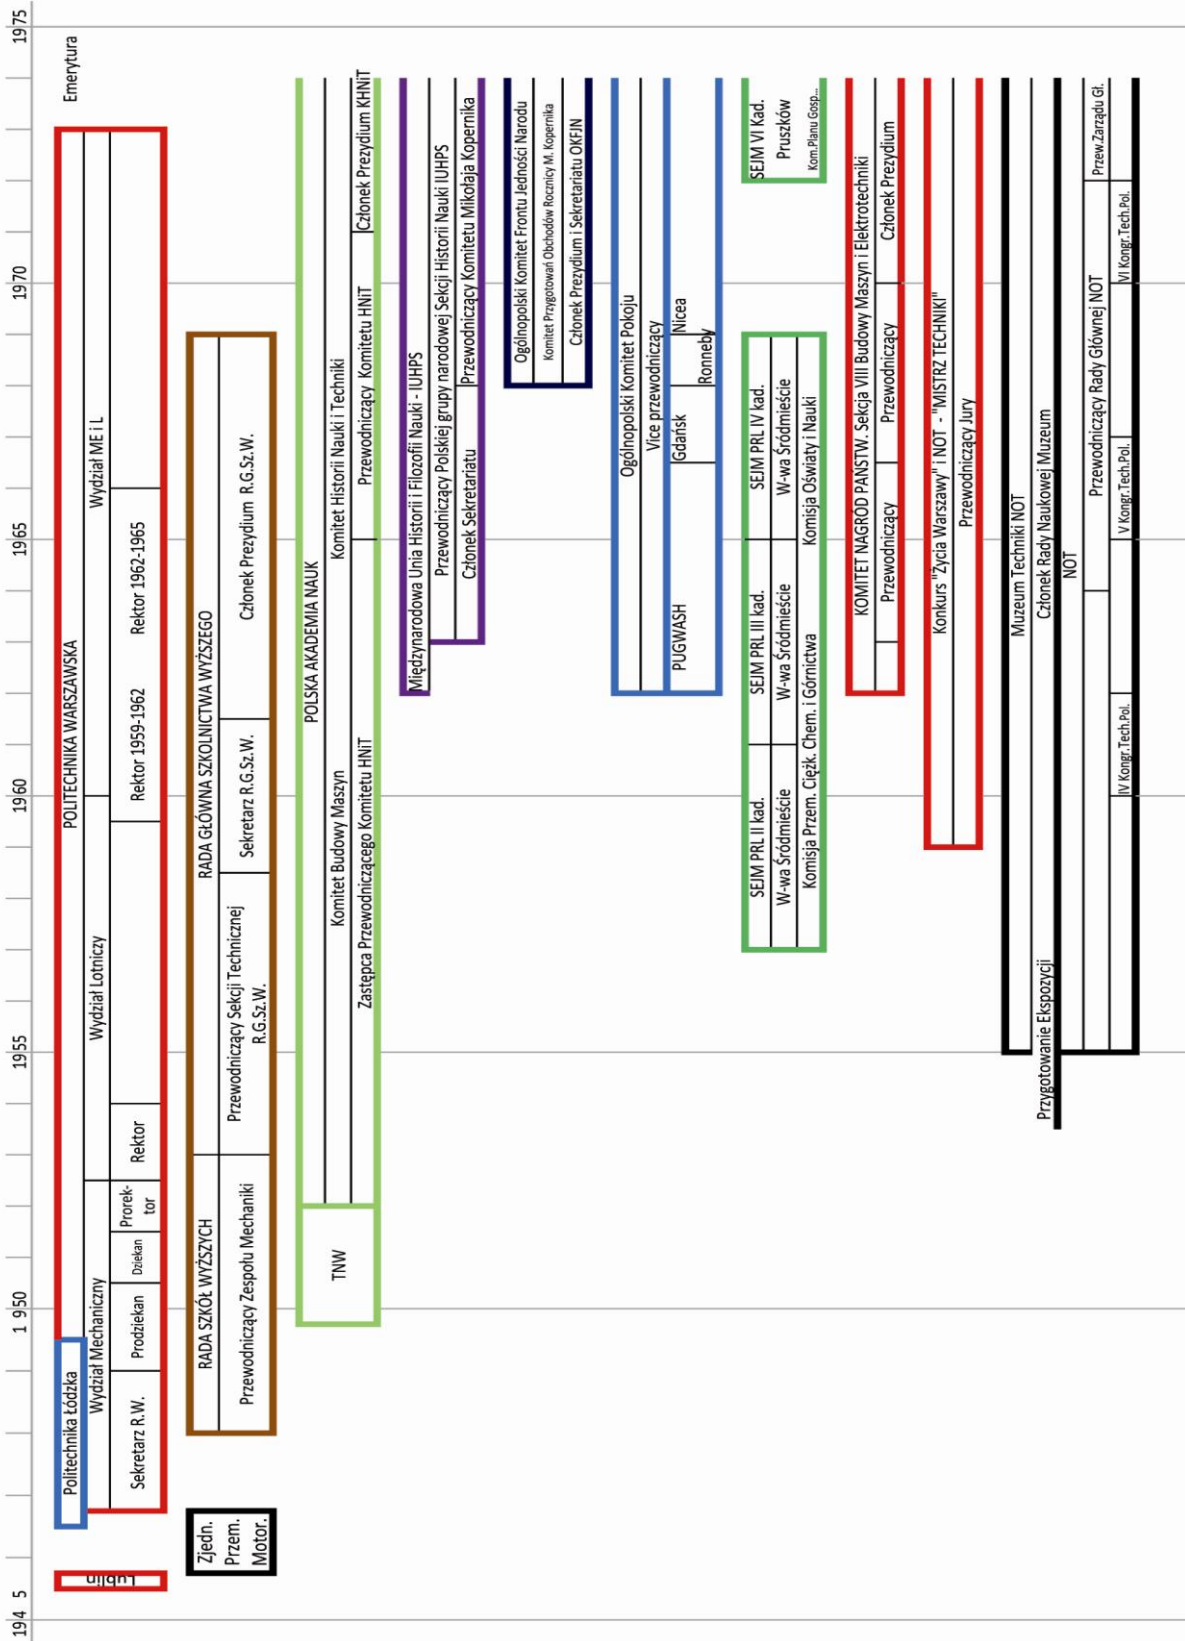 194 5
1 950
1955
1960
1965
1970
1975
Lublin
Politechnika Łódzka
POLITECHNIKA WARSZAWSKA
Emerytura
Wydział Mechaniczny
Wydział Lotniczy
Wydział ME i L
Sekretarz R.W.
Prodziekan
Dziekan
Prorek-
tor
Rektor
Rektor 1959-1962
Rektor 1962-1965
Zjedn.
Przem.
Motor.
RADA SZKÓŁ WYŻSZYCH
RADA GŁÓWNA SZKOLNICTWA WYŻSZEGO
Przewodniczący Zespołu Mechaniki
Przewodniczący Sekcji Technicznej
R.G.Sz.W.
Sekretarz R.G.Sz.W.
Członek Prezydium R.G.Sz.W.
TNW
POLSKA AKADEMIA NAUK
Komitet Budowy Maszyn
Komitet Historii Nauki i Techniki
Zastępca Przewodniczącego Komitetu HNiT
Przewodniczący Komitetu HNiT
Członek Prezydium KHNiT
Międzynarodowa Unia Historii i Filozofii Nauki - IUHPS
Przewodniczący Polskiej grupy narodowej Sekcji Historii Nauki IUHPS
Członek Sekretariatu
Przewodniczący Komitetu Mikołaja Kopernika
Ogólnopolski Komitet Frontu Jedności Narodu
Komitet Przygotowań Obchodów Rocznicy M. Kopernika
Członek Prezydium i Sekretariatu OKFJN
Ogólnopolski Komitet Pokoju
Vice przewodniczący
PUGWASH
Gdańsk
Ronneby
Nicea
SEJM PRL II kad.
SEJM PRL III kad.
SEJM PRL IV kad.
W-wa Śródmieście
W-wa Śródmieście
W-wa Śródmieście
Komisja Przem. Ciężk. Chem. i Górnictwa
Komisja Oświaty i Nauki
SEJM VI Kad.
Pruszków
Kom.Planu Gosp...
KOMITET NAGRÓD PAŃSTW. Sekcja VIII Budowy Maszyn i Elektrotechniki
Przewodniczący
Przewodniczący
Członek Prezydium
Konkurs "Życia Warszawy" i NOT - "MISTRZ TECHNIKI"
Przewodniczący Jury
Muzeum Techniki NOT
Przygotowanie Ekspozycji
Członek Rady Naukowej Muzeum
NOT
Przewodniczący Rady Głównej NOT
Przew.Zarządu Gł.
IV Kongr.Tech.Pol.
V Kongr.Tech.Pol.
VI Kongr.Tech.Pol.